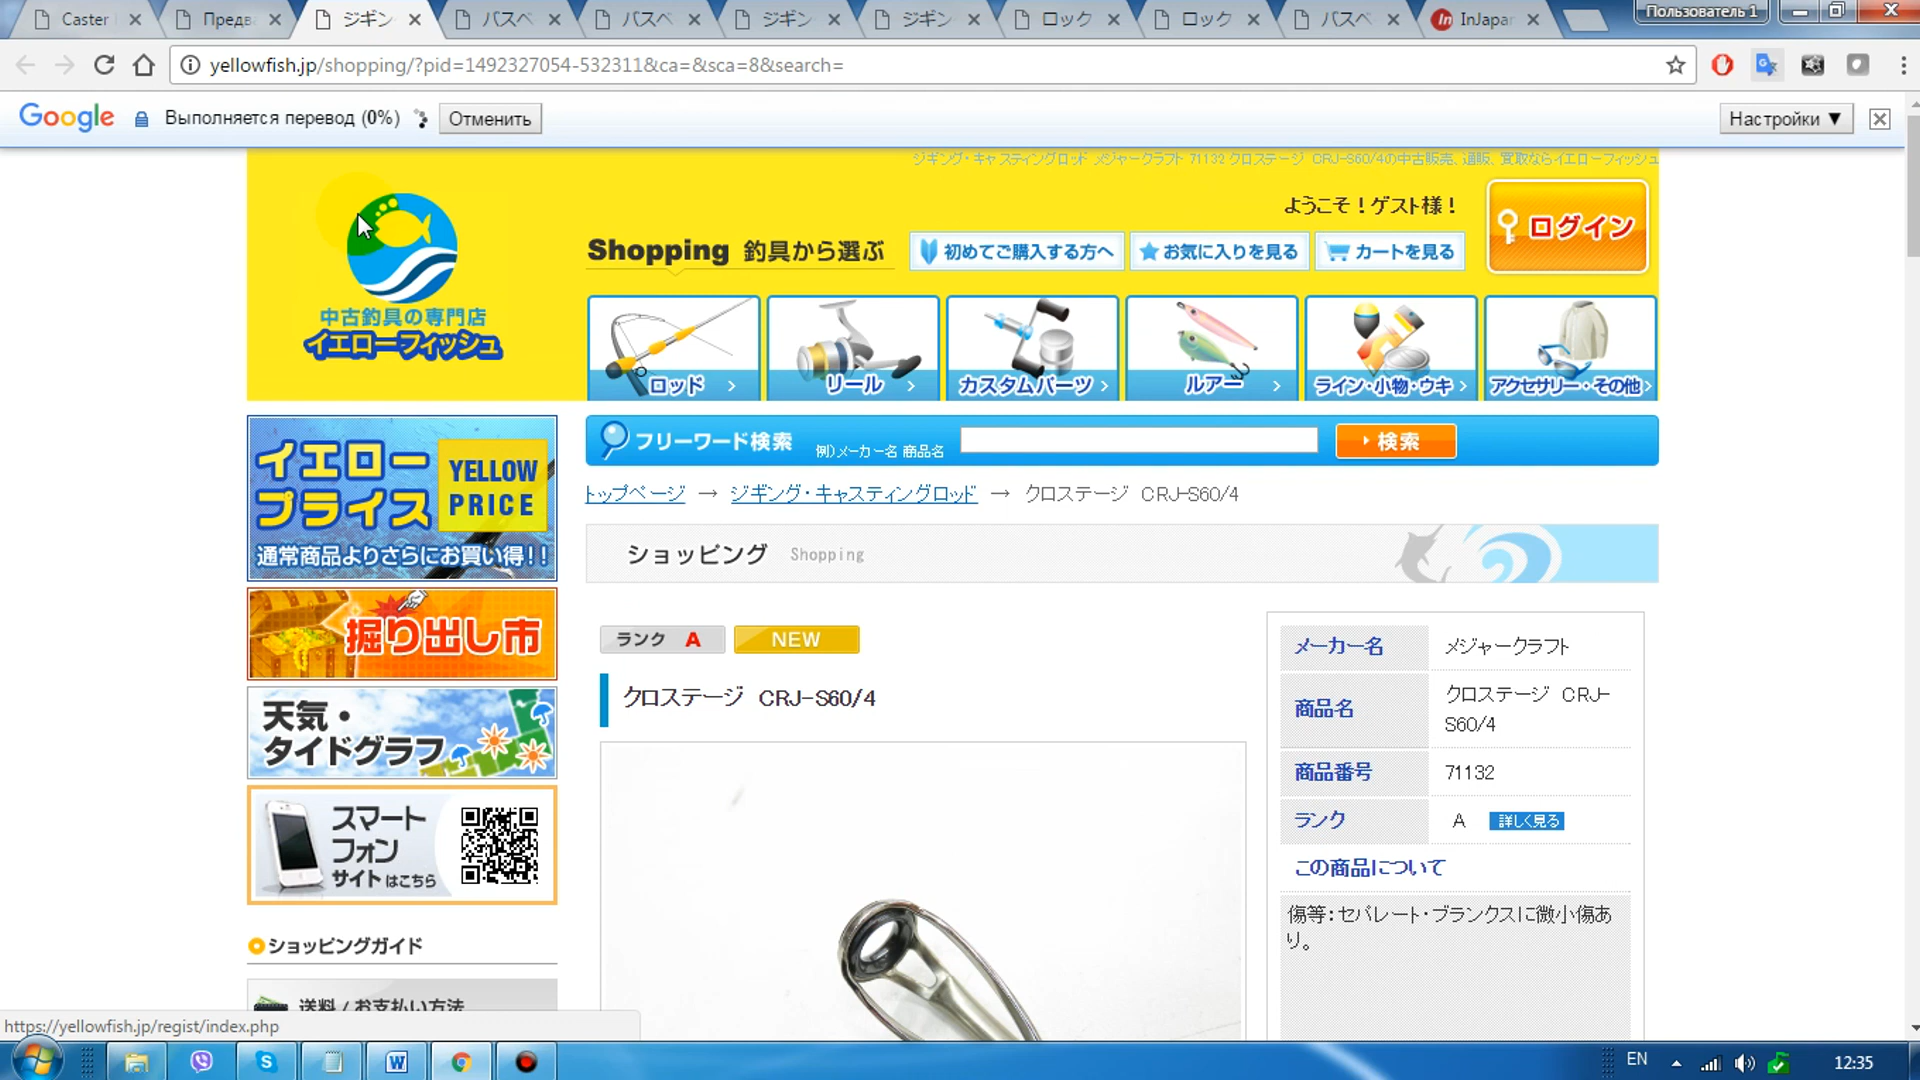 Caster
Предва
ジギン
バスベ
バスベ
ジギン
ジギン
ロック
ロック
バスベ
InJapan
Пользователь 1
yellowfish.jp/shopping/?pid=1492327054-532311&ca=&sca=8&search=
Google Выполняется перевод (0%) Отменить Настройки ▼
ジギング・キャスティングロッド メジャークラフト 71132 クロステージ CRJ-S60/4の中古販売、通販、買取ならイエローフィッシュ
ようこそ！ゲスト様！
ログイン
Shopping 釣具から選ぶ
初めてご購入する方へ
お気に入りを見る
カートを見る
中古釣具の専門店
イエローフィッシュ
ロッド
リール
カスタムパーツ
ルアー
ライン・小物・ウキ
アクセサリー・その他
イエロープライス
YELLOW PRICE
通常商品よりさらにお買い得！！
フリーワード検索 例)メーカー名 商品名 検索
トップページ → ジギング・キャスティングロッド → クロステージ CRJ-S60/4
ショッピング Shopping
掘り出し市
ランク A NEW
クロステージ CRJ-S60/4
メーカー名 メジャークラフト
商品名 クロステージ CRJ-
S60/4
商品番号 71132
ランク A 詳しく見る
この商品について
傷等：セパレート・ブランクスに微小傷あ
り。
天気・
タイドグラフ
スマート
フォン
サイトはこちら
ショッピングガイド
送料 / お支払い方法
https://yellowfish.jp/regist/index.php
EN 12:35